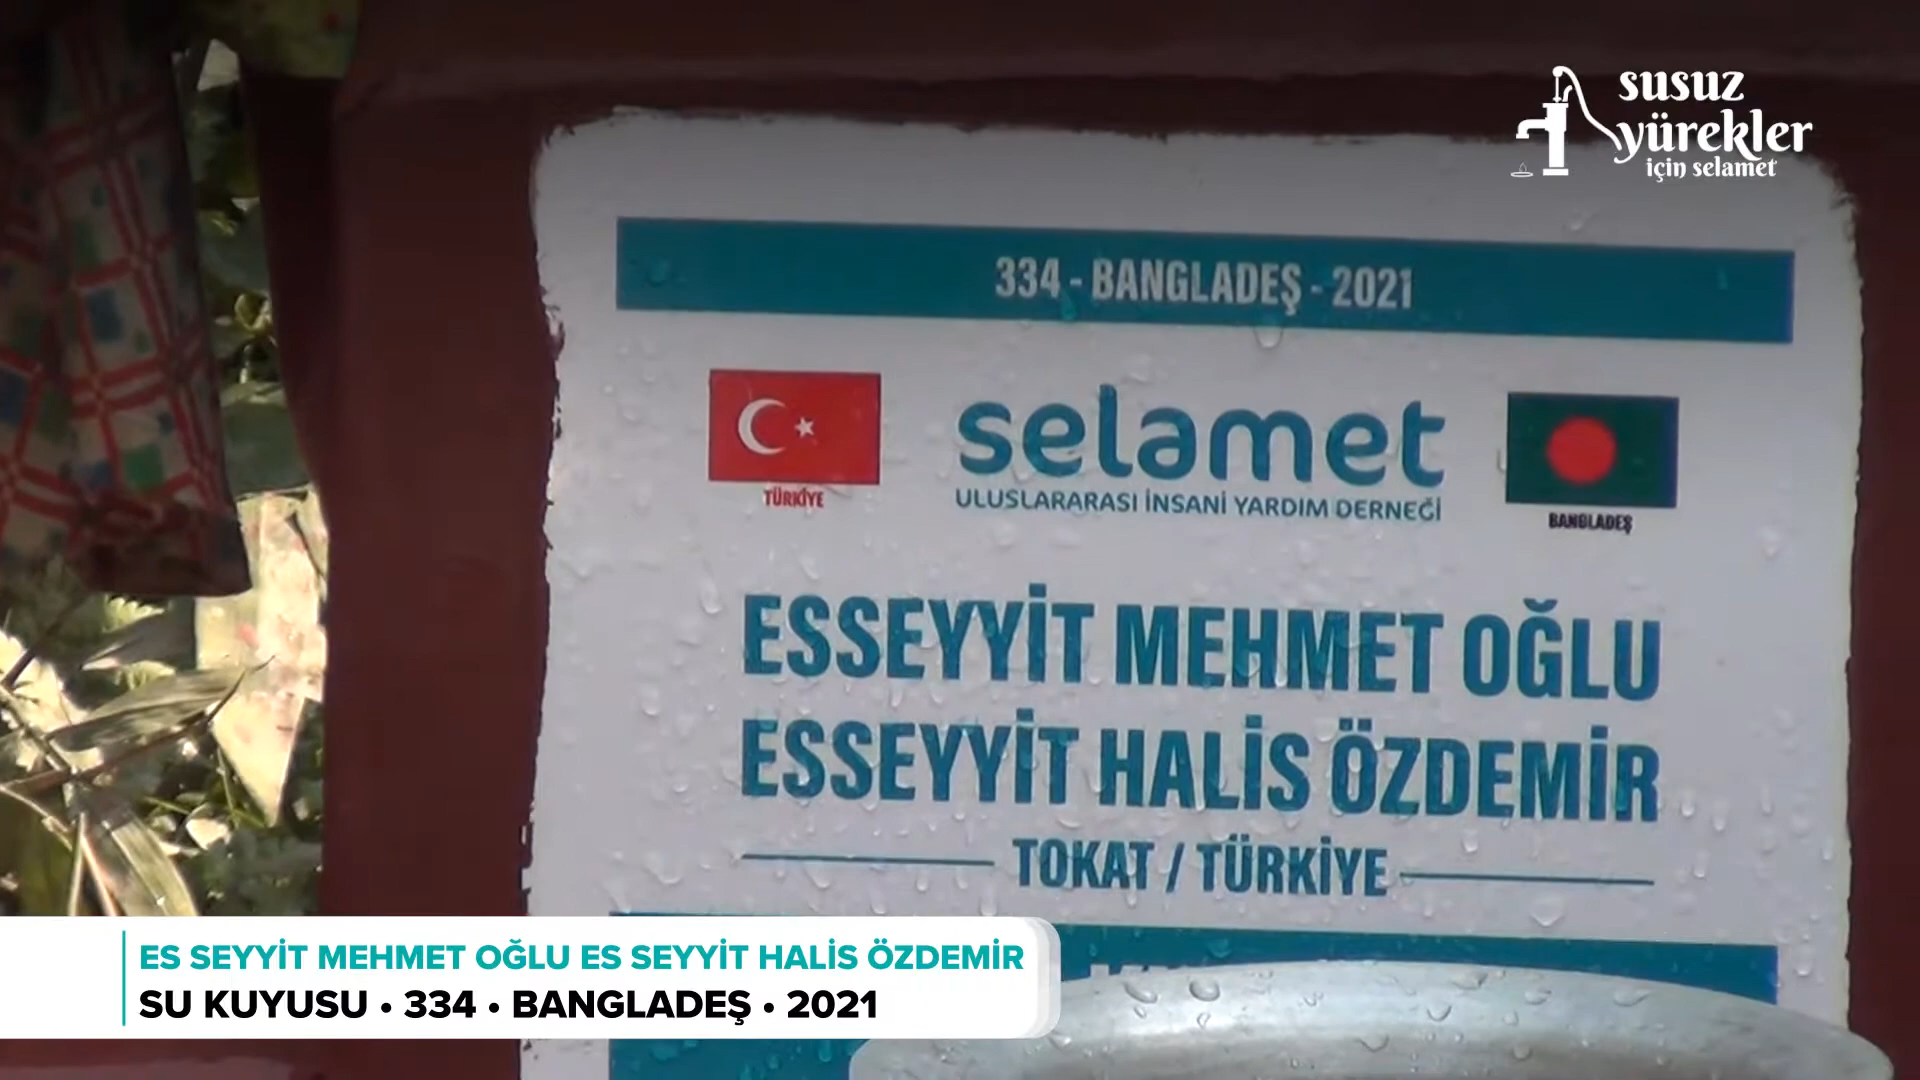 susuz
yürekler
için selamet
334 - BANGLADEŞ - 2021
selamet
ULUSLARARASI İNSANİ YARDIM DERNEĞİ
TÜRKİYE
BANGLADEŞ
ESSEYYİT MEHMET OĞLU
ESSEYYİT HALİS ÖZDEMİR
TOKAT / TÜRKİYE
ES SEYYİT MEHMET OĞLU ES SEYYİT HALİS ÖZDEMİR
SU KUYUSU • 334 • BANGLADEŞ • 2021